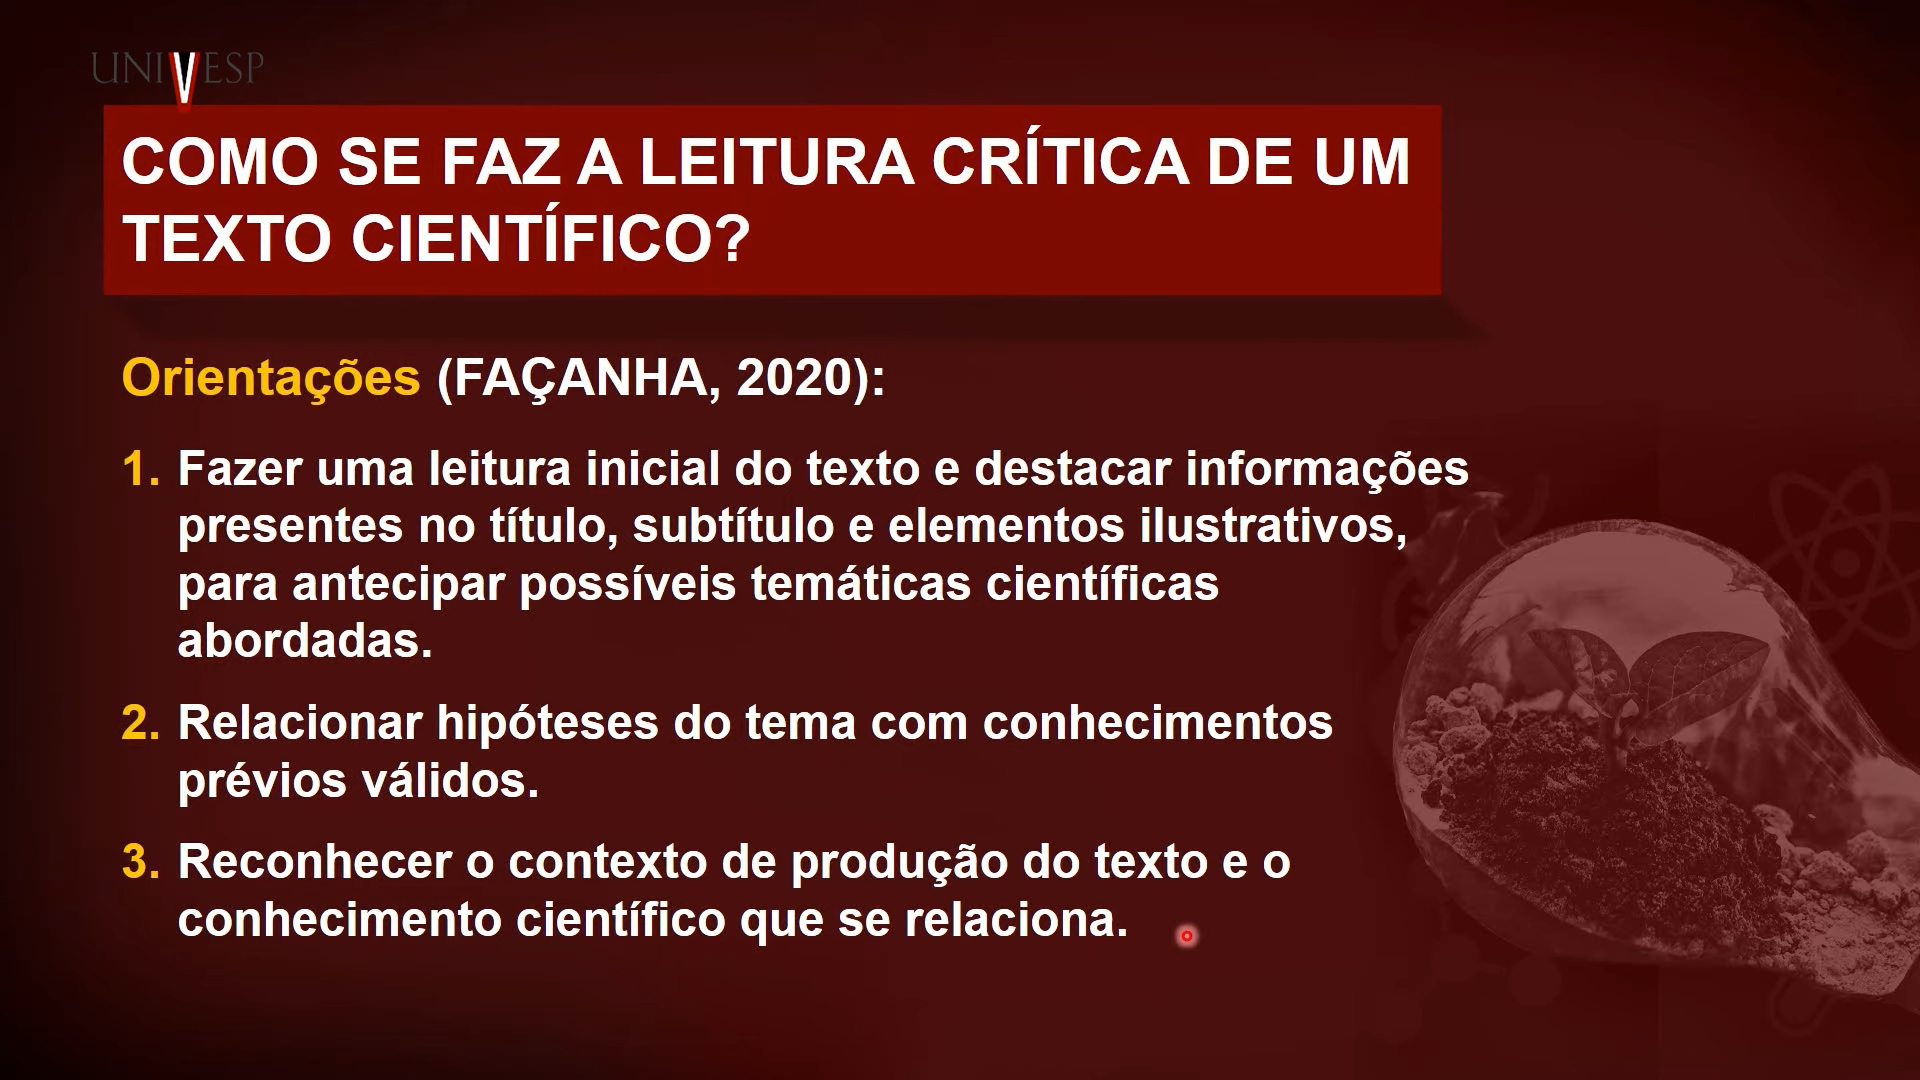 UNIVESP
COMO SE FAZ A LEITURA CRÍTICA DE UM
TEXTO CIENTÍFICO?
Orientações (FAÇANHA, 2020):
1. Fazer uma leitura inicial do texto e destacar informações
presentes no título, subtítulo e elementos ilustrativos,
para antecipar possíveis temáticas científicas
abordadas.
2. Relacionar hipóteses do tema com conhecimentos
prévios válidos.
3. Reconhecer o contexto de produção do texto e o
conhecimento científico que se relaciona.